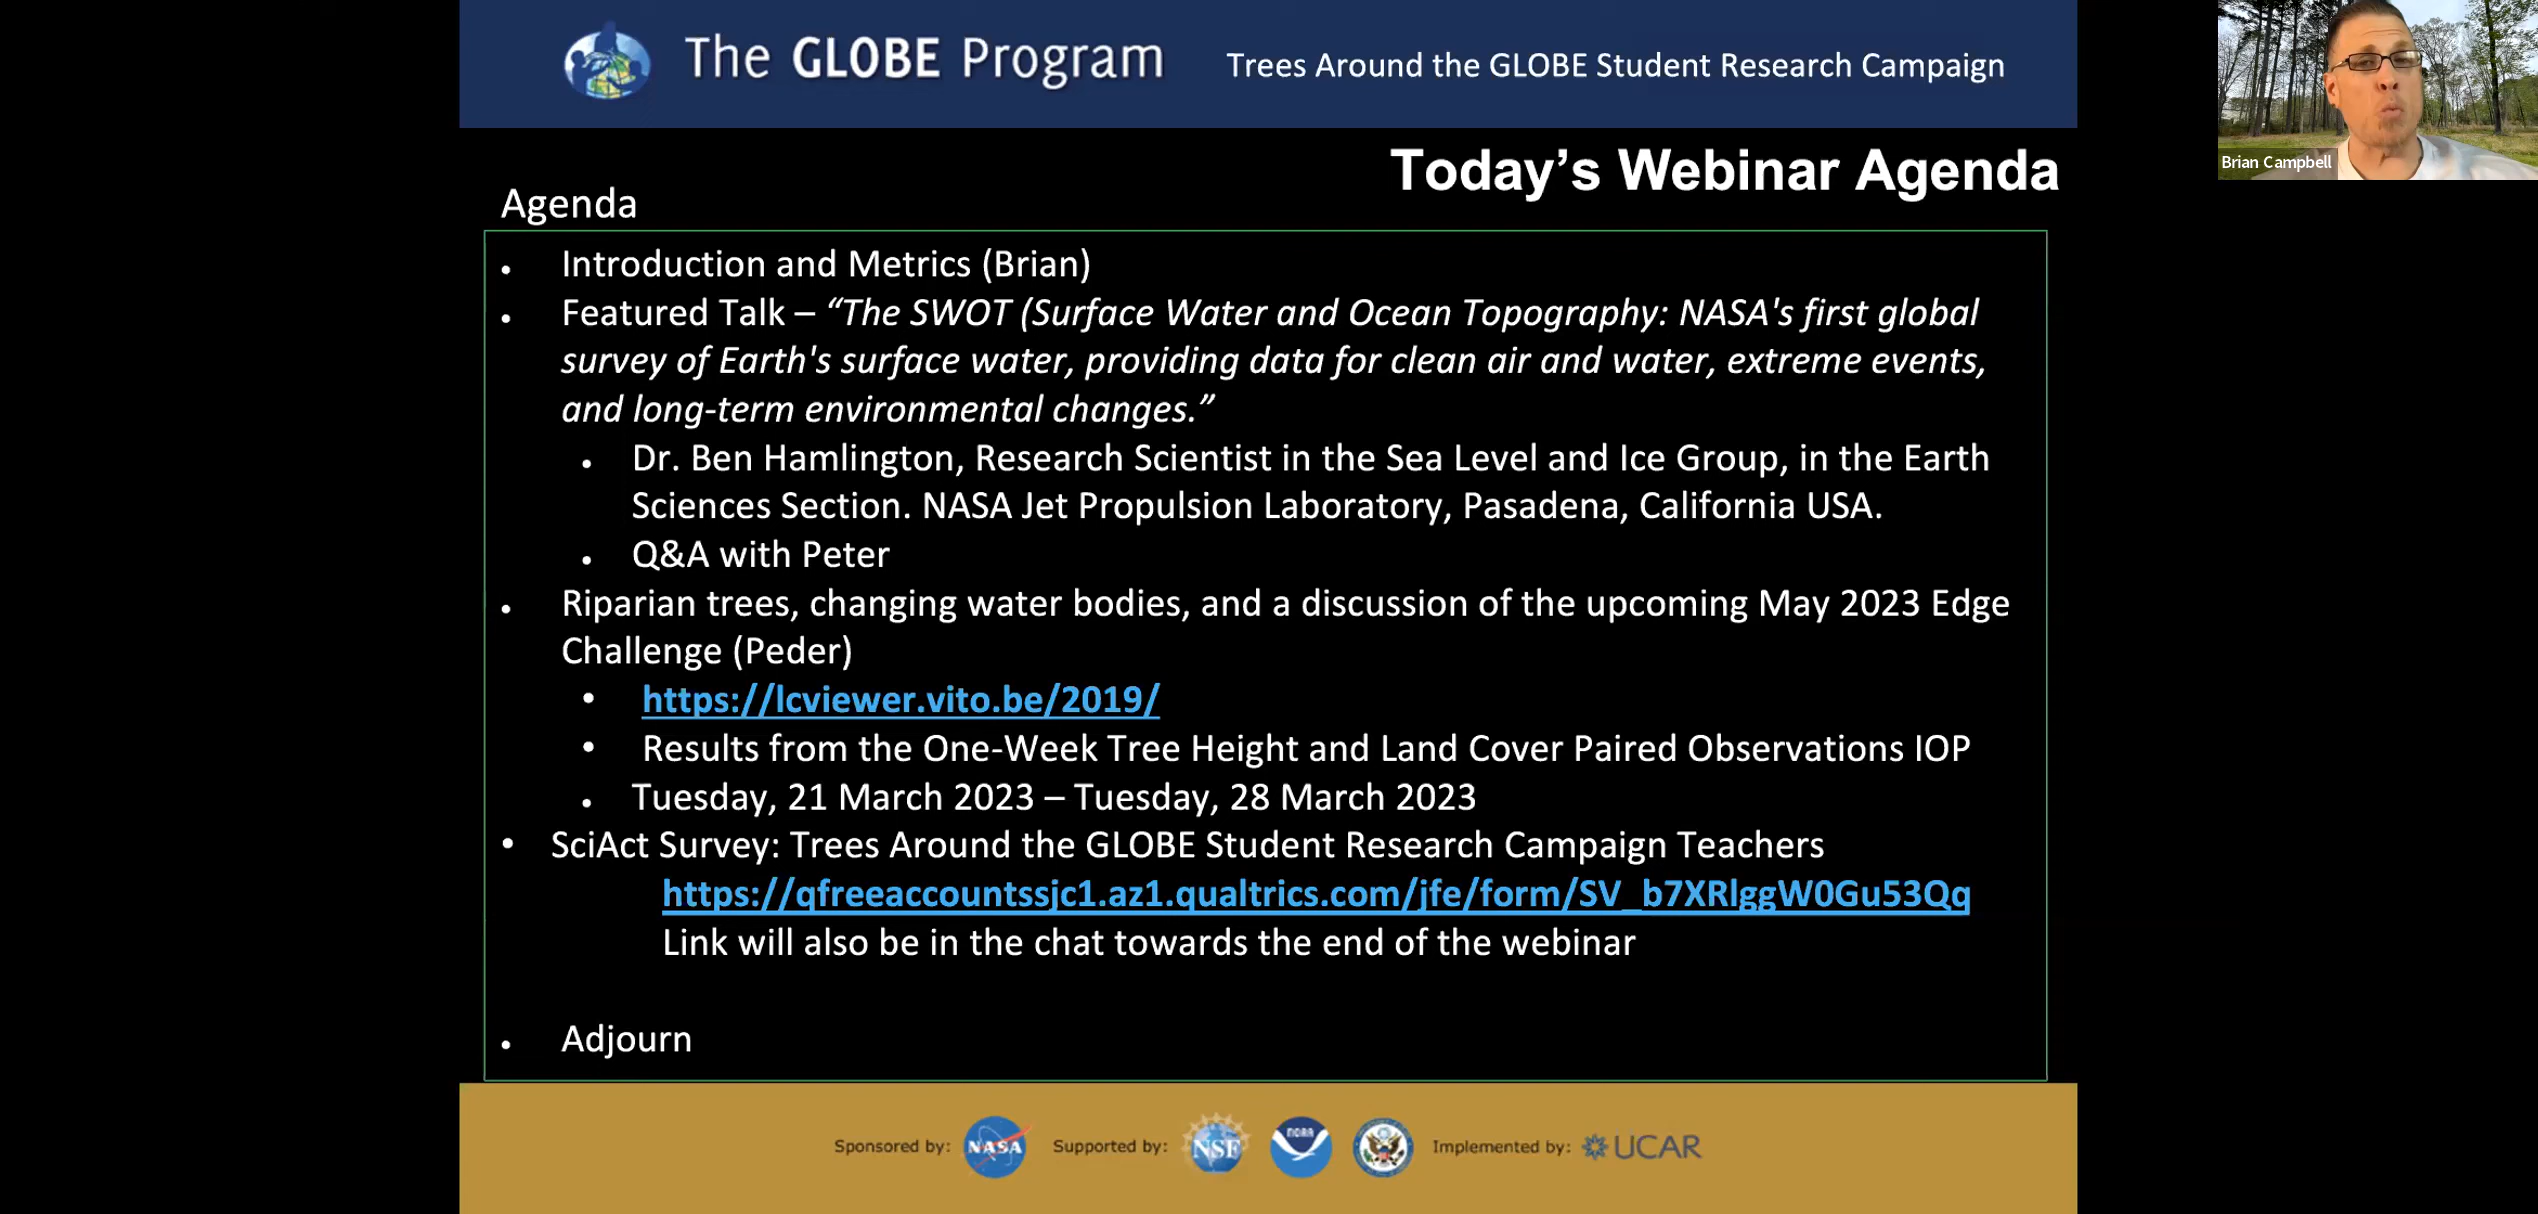 The GLOBE Program
Trees Around the GLOBE Student Research Campaign
Brian Campbell
Today’s Webinar Agenda
Agenda
• Introduction and Metrics (Brian)
• Featured Talk – “The SWOT (Surface Water and Ocean Topography: NASA's first global
survey of Earth's surface water, providing data for clean air and water, extreme events,
and long-term environmental changes.”
• Dr. Ben Hamlington, Research Scientist in the Sea Level and Ice Group, in the Earth
Sciences Section. NASA Jet Propulsion Laboratory, Pasadena, California USA.
• Q&A with Peter
• Riparian trees, changing water bodies, and a discussion of the upcoming May 2023 Edge
Challenge (Peder)
• https://lcviewer.vito.be/2019/
• Results from the One-Week Tree Height and Land Cover Paired Observations IOP
• Tuesday, 21 March 2023 – Tuesday, 28 March 2023
• SciAct Survey: Trees Around the GLOBE Student Research Campaign Teachers
https://qfreeaccountssjc1.az1.qualtrics.com/jfe/form/SV_b7XRlggW0Gu53Qq
Link will also be in the chat towards the end of the webinar
• Adjourn
Sponsored by: NASA Supported by: NSF NOAA Implemented by: UCAR